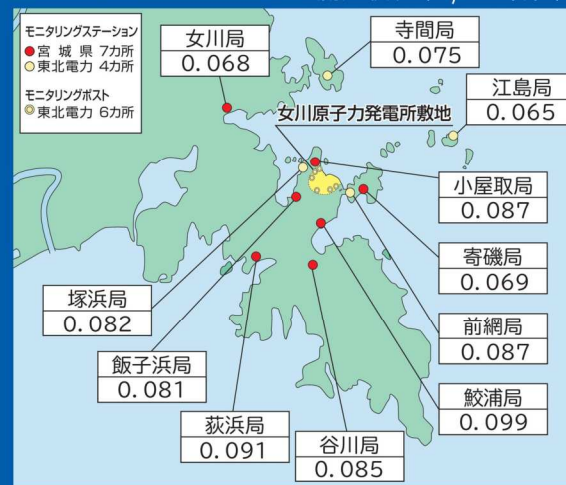 モニタリングステーション
宮城県 7カ所
東北電力 4カ所
モニタリングポスト
東北電力 6カ所
女川局
0.068
寺間局
0.075
江島局
0.065
女川原子力発電所敷地
小屋取局
0.087
寄磯局
0.069
前網局
0.087
鮫浦局
0.099
谷川局
0.085
荻浜局
0.091
飯子浜局
0.081
塚浜局
0.082